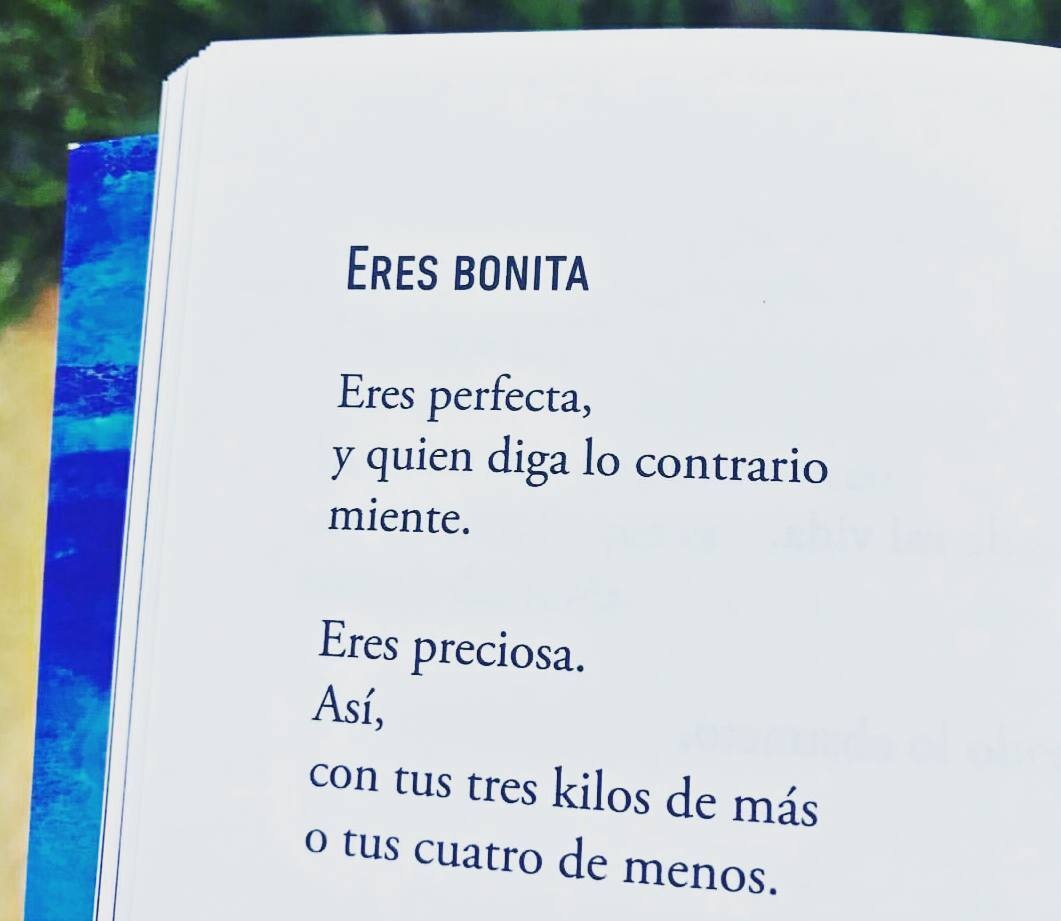 ERES BONITA
Eres perfecta,
y quien diga lo contrario
miente.
Eres preciosa.
Así,
con tus tres kilos de más
o tus cuatro de menos.